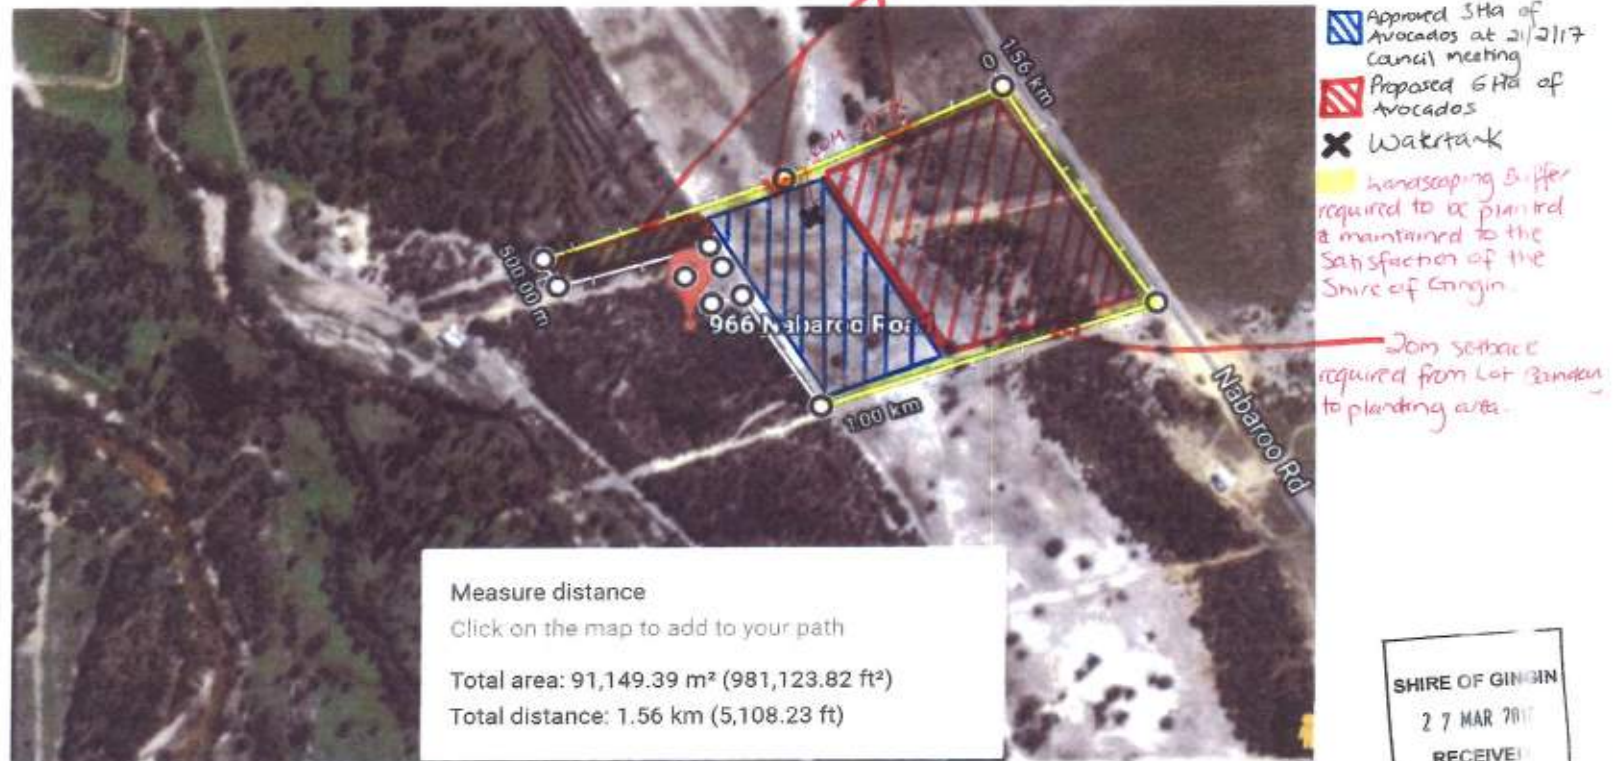 Approved 3Ha of
Avocados at 21/2/17
Council meeting
Proposed 6Ha of
Avocados
Watertank
Landscaping Buffer
required to be planted
& maintained to the
Satisfaction of the
Shire of Gingin.
20m setback
required from Lot
to planting area.
1.56 km
0
500.00 m
966 Nabaroo Road
1.00 km
Nabaroo Rd
Measure distance
Click on the map to add to your path
Total area: 91,149.39 m² (981,123.82 ft²)
Total distance: 1.56 km (5,108.23 ft)
SHIRE OF GINGIN
27 MAR
RECEIVED